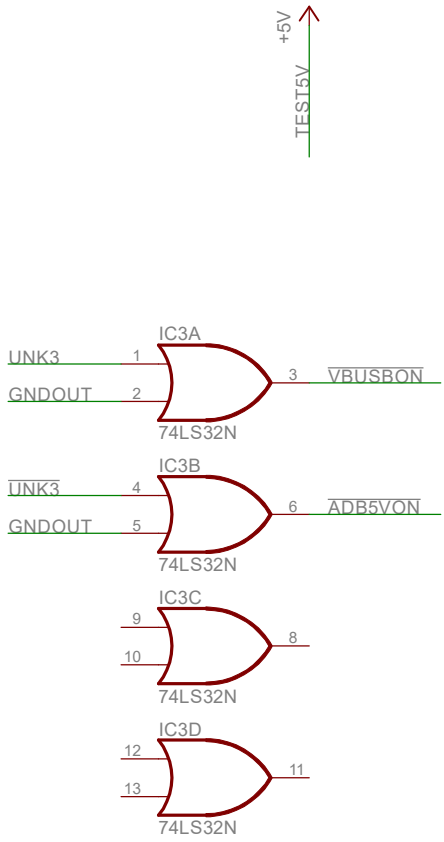 +5V
TEST5V
IC3A
UNK3 1
3 VBUSBON
GNDOUT 2
74LS32N
IC3B
UNK3 4
6 ADB5VON
GNDOUT 5
74LS32N
IC3C
9
8
10
74LS32N
IC3D
12
11
13
74LS32N